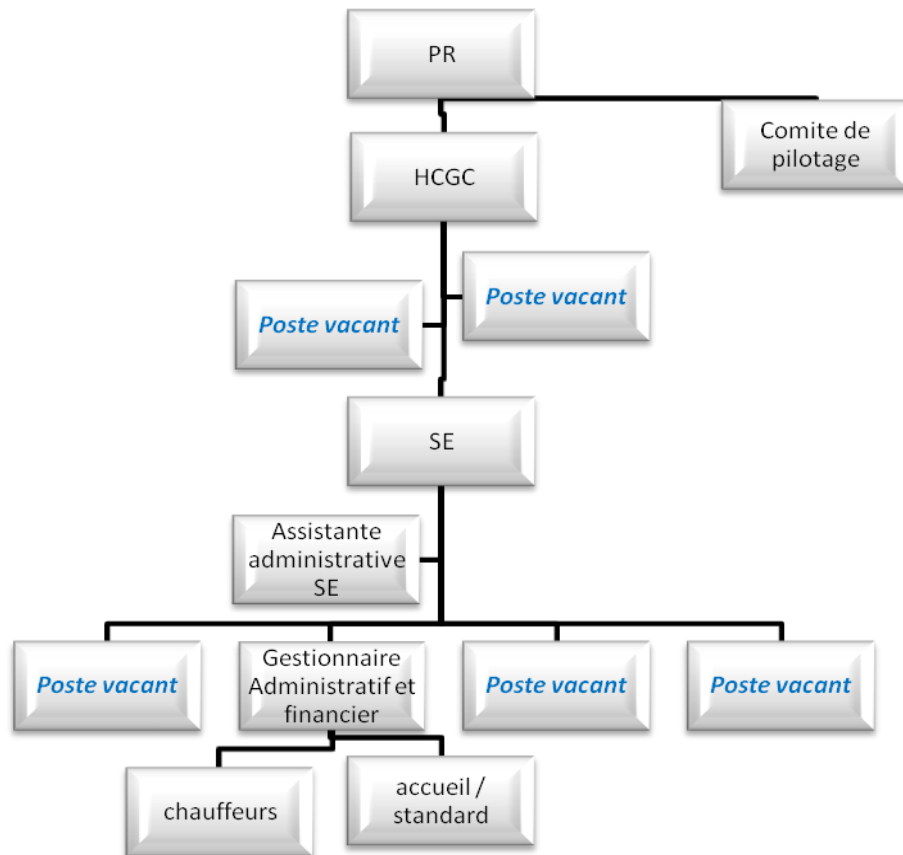 PR
Comite de
pilotage
HCGC
Poste vacant
Poste vacant
SE
Assistante
administrative
SE
Poste vacant
Gestionnaire
Administratif et
financier
Poste vacant
Poste vacant
chauffeurs
accueil /
standard